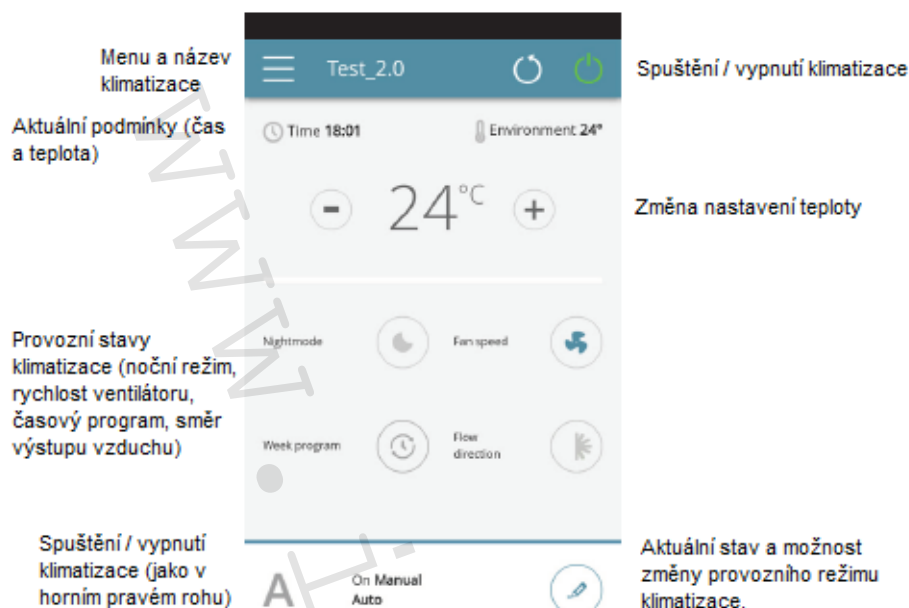 Menu a název
klimatizace
Test_2.0
Spuštění / vypnutí klimatizace
Aktuální podmínky (čas
a teplota)
Time 18:01
Environment 24°
24°C
Změna nastavení teploty
Provozní stavy
klimatizace (noční režim,
rychlost ventilátoru,
časový program, směr
výstupu vzduchu)
Nightmode
Fan speed
Week program
Flow
direction
Spuštění / vypnutí
klimatizace (jako v
horním pravém rohu)
A
On Manual
Auto
Aktuální stav a možnost
změny provozního režimu
klimatizace.
www.